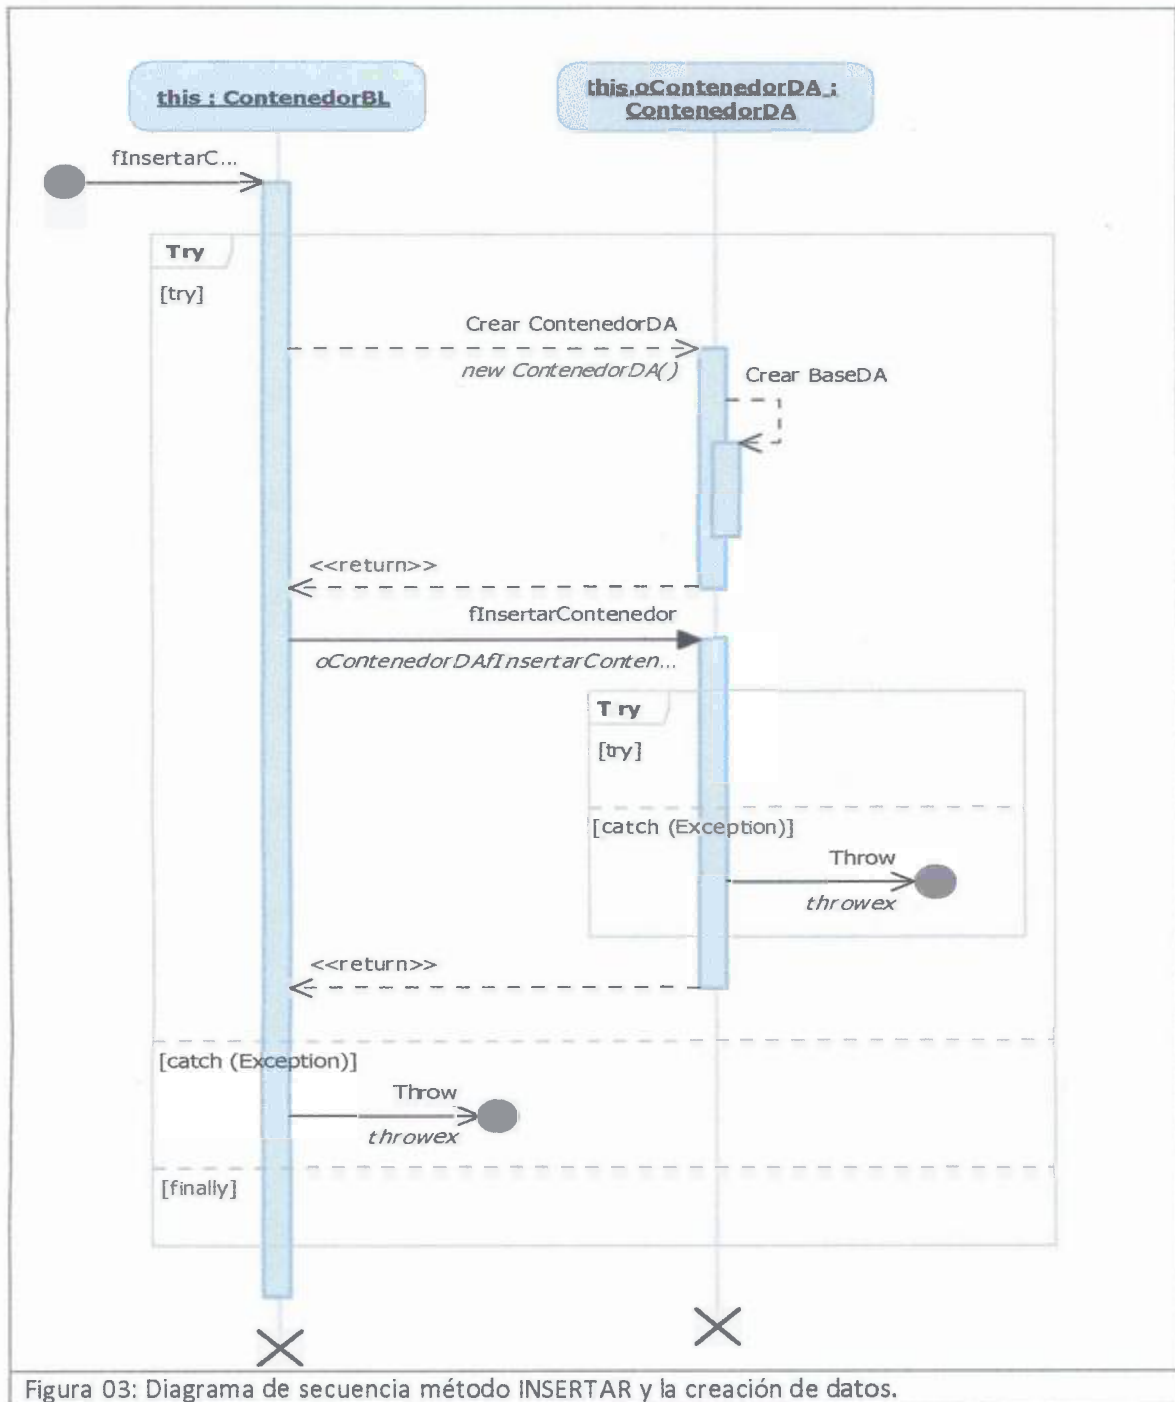 this : ContenedorBL
this.oContenedorDA :
ContenedorDA
fInsertarC...
Try
[try]
Crear ContenedorDA
new ContenedorDA()
Crear BaseDA
<<return>>
fInsertarContenedor
oContenedorDAfInsertarConten...
Try
[try]
[catch (Exception)]
Throw
throwex
<<return>>
[catch (Exception)]
Throw
throwex
[finally]
Figura 03: Diagrama de secuencia método INSERTAR y la creación de datos.